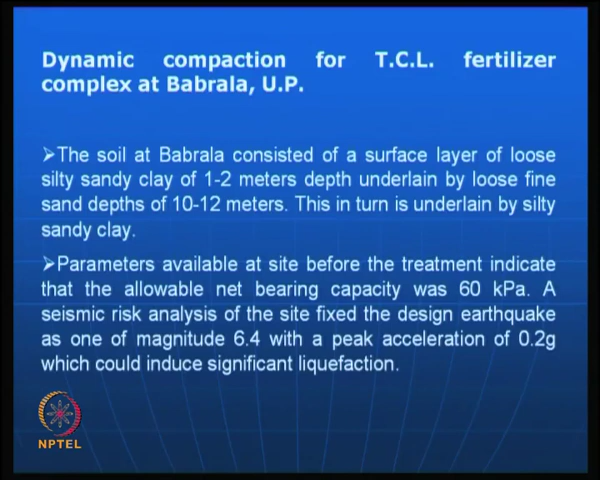 Dynamic compaction for T.C.L. fertilizer
complex at Babrala, U.P.
➢The soil at Babrala consisted of a surface layer of loose
silty sandy clay of 1-2 meters depth underlain by loose fine
sand depths of 10-12 meters. This in turn is underlain by silty
sandy clay.
➢Parameters available at site before the treatment indicate
that the allowable net bearing capacity was 60 kPa. A
seismic risk analysis of the site fixed the design earthquake
as one of magnitude 6.4 with a peak acceleration of 0.2g
which could induce significant liquefaction.
NPTEL